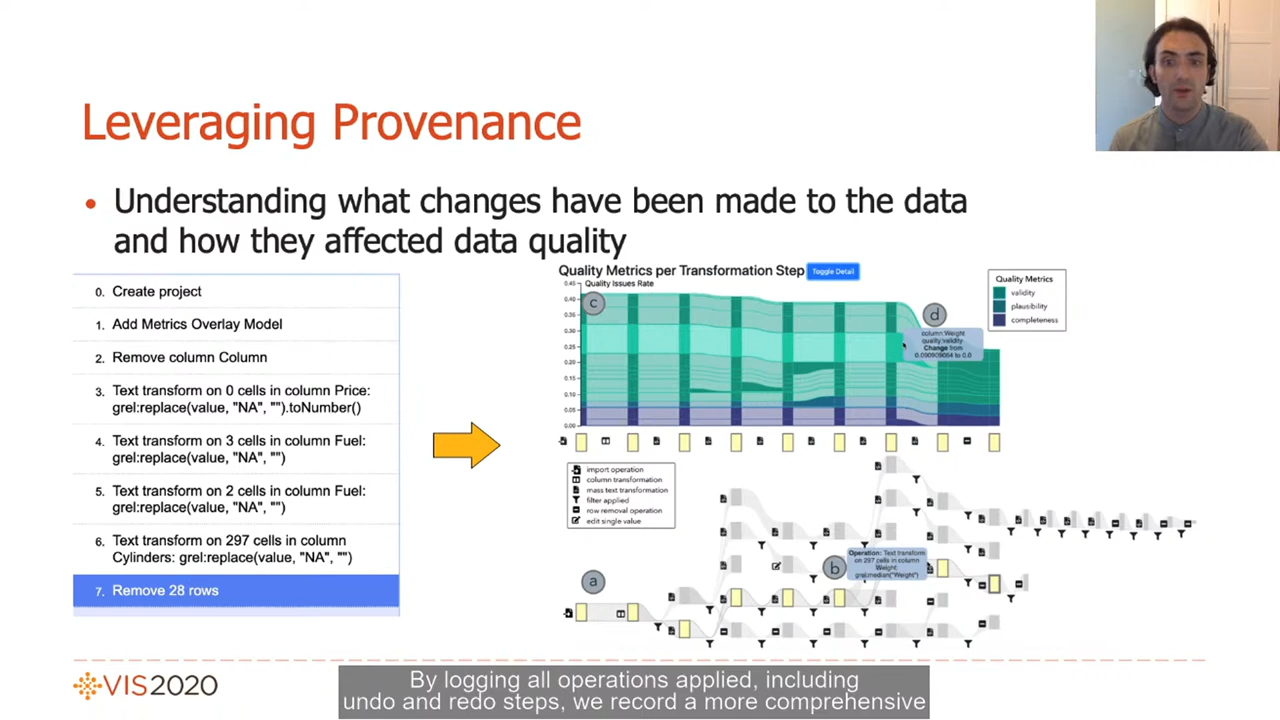 Leveraging Provenance
• Understanding what changes have been made to the data
and how they affected data quality
0. Create project
1. Add Metrics Overlay Model
2. Remove column Column
3. Text transform on 0 cells in column Price:
grel:replace(value, "NA", "").toNumber()
4. Text transform on 3 cells in column Fuel:
grel:replace(value, "NA", "")
5. Text transform on 2 cells in column Fuel:
grel:replace(value, "NA", "")
6. Text transform on 297 cells in column
Cylinders: grel:replace(value, "NA", "")
7. Remove 28 rows
Quality Metrics per Transformation Step
Toggle Detail
Quality Issues Rate
0.45
0.40
0.35
0.30
0.25
0.20
0.15
0.10
0.05
0.00
c
d
column:Weight
quality:validity
Change from
0.090909064 to 0.0
Quality Metrics
validity
plausibility
completeness
import operation
column transformation
mass text transformation
filter applied
row removal operation
edit single value
a
b
Operation: Text transform
on 297 cells in column
Weight:
grel:median("Weight")
VIS2020
By logging all operations applied, including
undo and redo steps, we record a more comprehensive